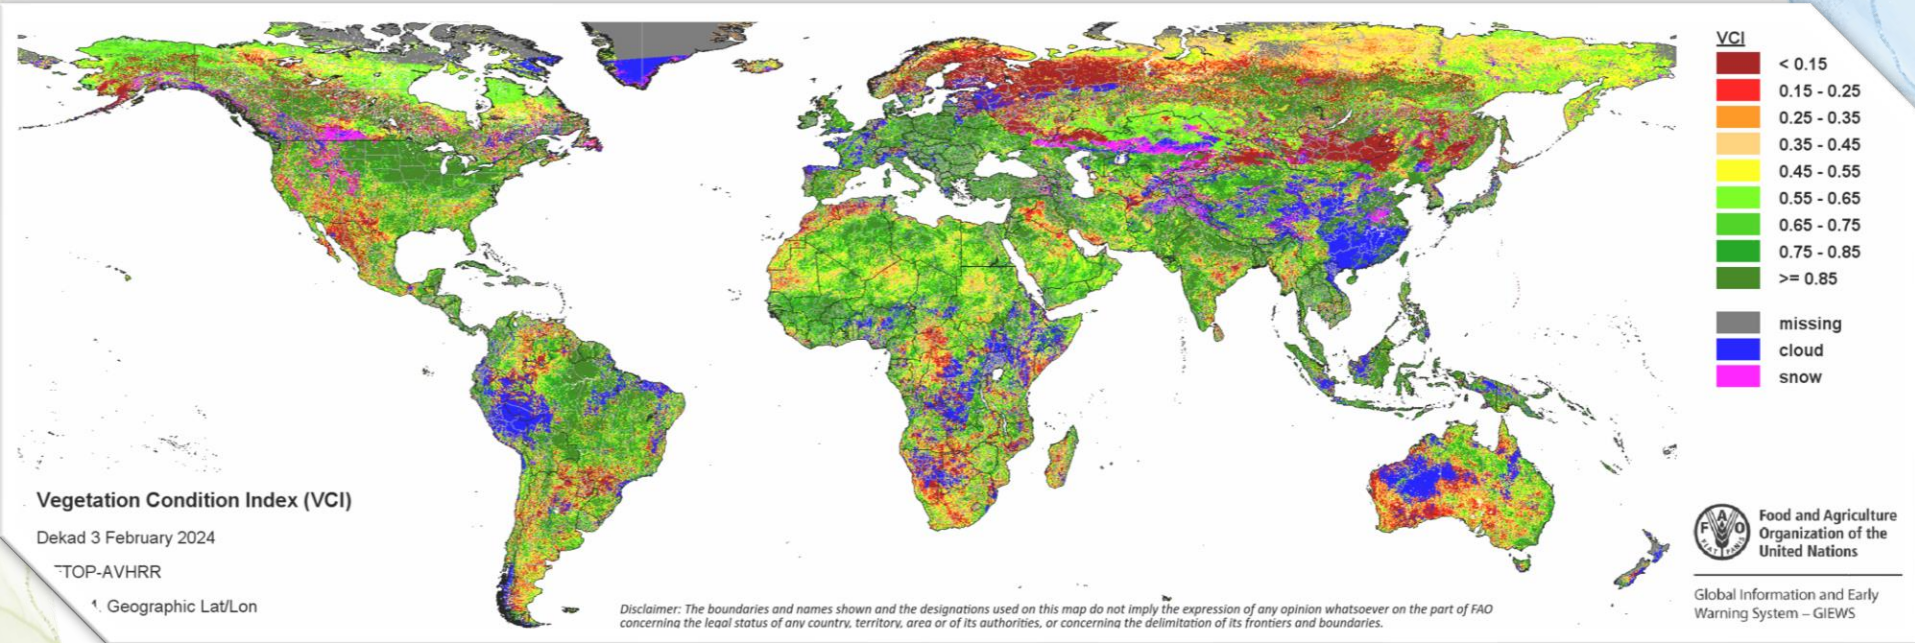 VCI
< 0.15
0.15 - 0.25
0.25 - 0.35
0.35 - 0.45
0.45 - 0.55
0.55 - 0.65
0.65 - 0.75
0.75 - 0.85
>= 0.85
missing
cloud
snow
Vegetation Condition Index (VCI)
Dekad 3 February 2024
TOP-AVHRR
Geographic Lat/Lon
Disclaimer: The boundaries and names shown and the designations used on this map do not imply the expression of any opinion whatsoever on the part of FAO
concerning the legal status of any country, territory, area or of its authorities, or concerning the delimitation of its frontiers and boundaries.
F A O
FIAT PANIS
Food and Agriculture
Organization of the
United Nations
Global Information and Early
Warning System – GIEWS